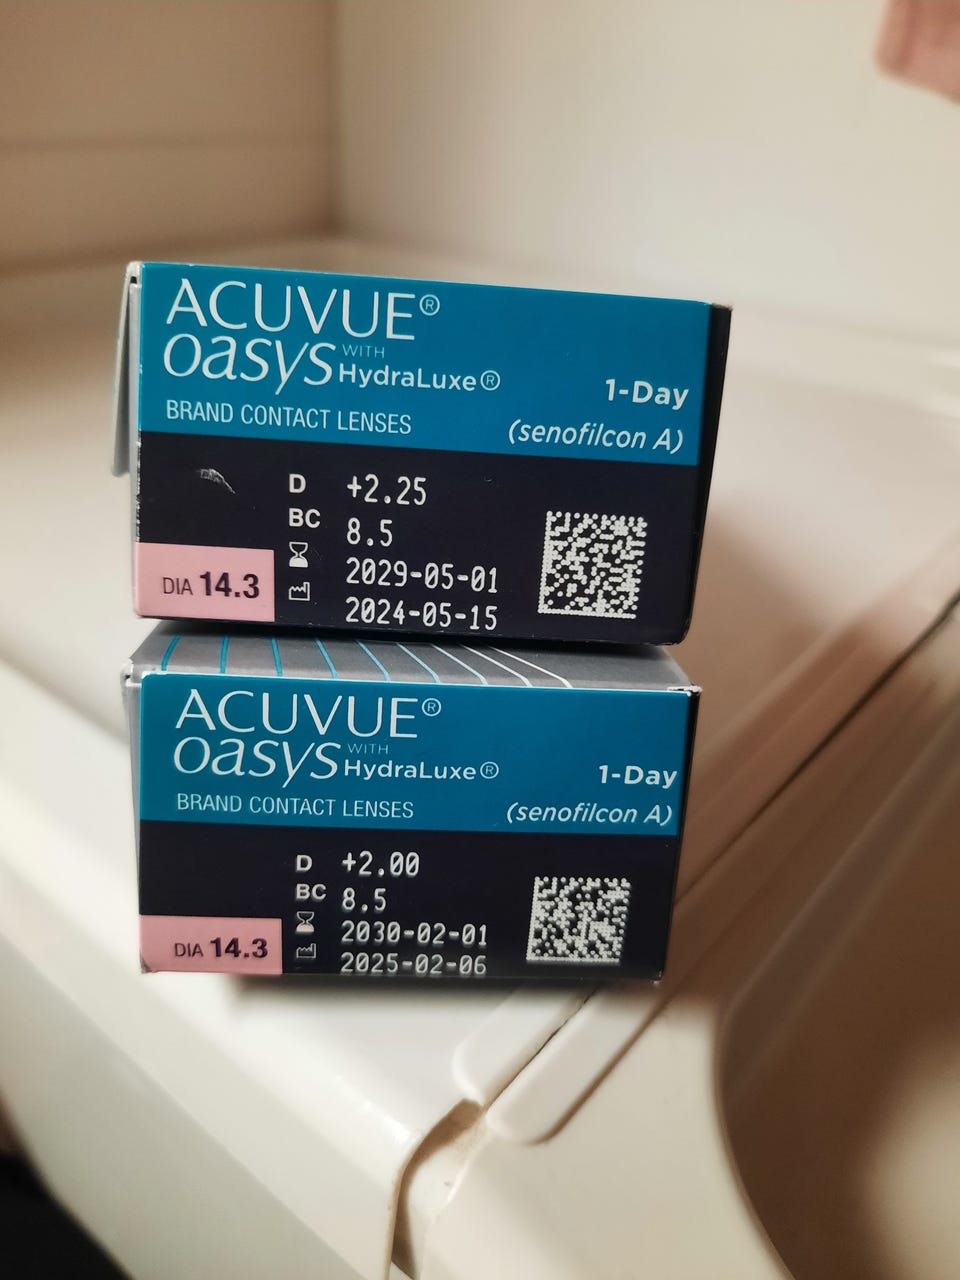 ACUVUE®
OASYS WITH HydraLuxe®
1-Day
BRAND CONTACT LENSES
(senofilcon A)
D +2.25
BC 8.5
2029-05-01
2024-05-15
DIA 14.3
ACUVUE®
OASYS WITH HydraLuxe®
1-Day
BRAND CONTACT LENSES
(senofilcon A)
D +2.00
BC 8.5
2030-02-01
2025-02-06
DIA 14.3